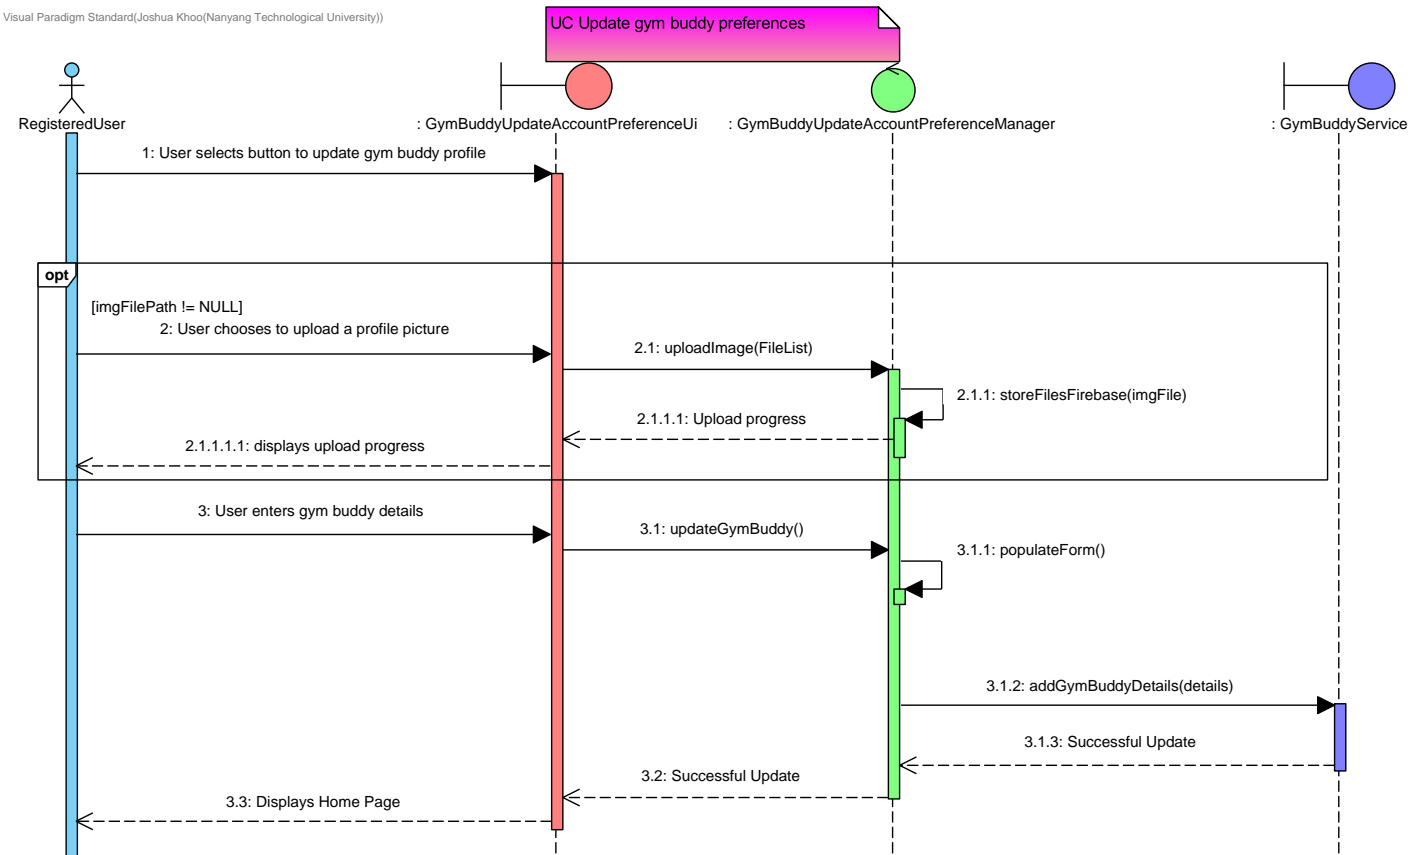 Visual Paradigm Standard(Joshua Khoo(Nanyang Technological University))
UC Update gym buddy preferences
RegisteredUser
: GymBuddyUpdateAccountPreferenceUi
: GymBuddyUpdateAccountPreferenceManager
: GymBuddyService
1: User selects button to update gym buddy profile
opt
[imgFilePath != NULL]
2: User chooses to upload a profile picture
2.1: uploadImage(FileList)
2.1.1: storeFilesFirebase(imgFile)
2.1.1.1: Upload progress
2.1.1.1.1: displays upload progress
3: User enters gym buddy details
3.1: updateGymBuddy()
3.1.1: populateForm()
3.1.2: addGymBuddyDetails(details)
3.1.3: Successful Update
3.2: Successful Update
3.3: Displays Home Page